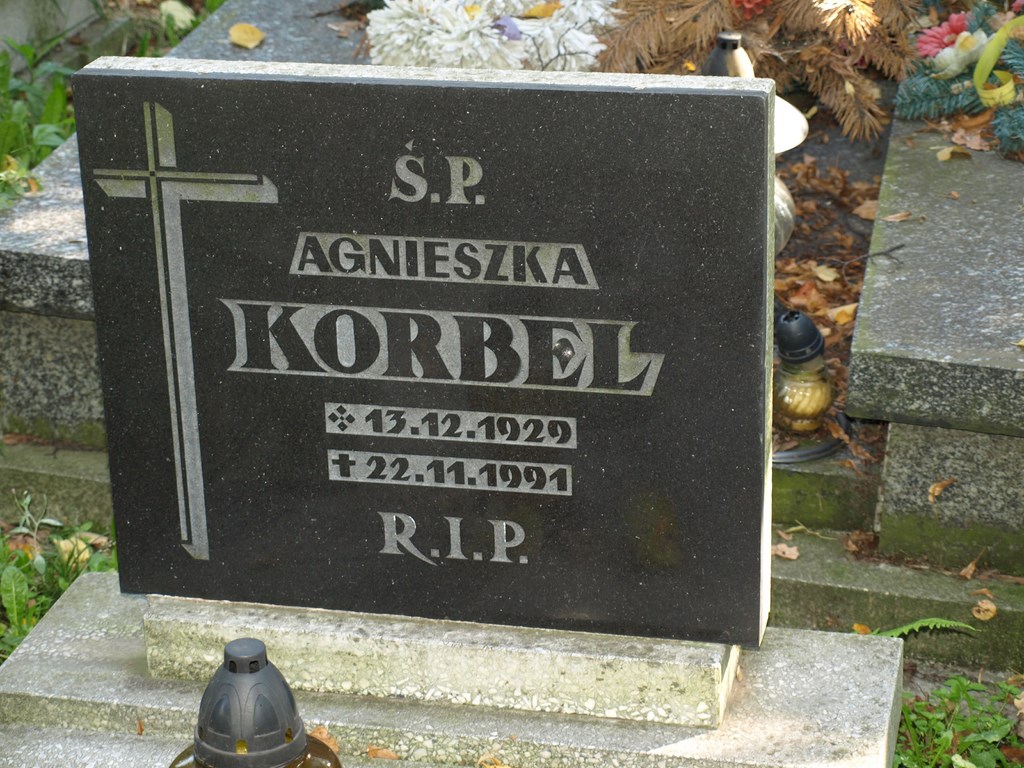 Ś.P.
AGNIESZKA
KORBEL
13.12.1929
22.11.1991
R.I.P.